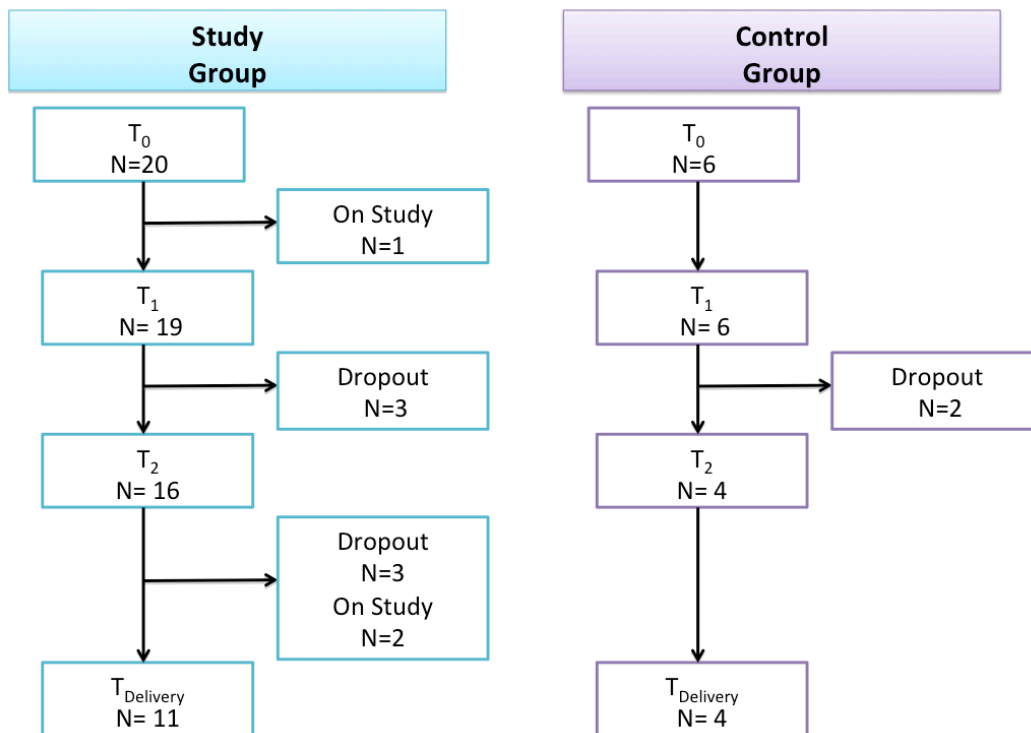 Study
Group
T0
N=20
On Study
N=1
T1
N= 19
Dropout
N=3
T2
N= 16
Dropout
N=3
On Study
N=2
TDelivery
N= 11
Control
Group
T0
N=6
T1
N= 6
Dropout
N=2
T2
N= 4
TDelivery
N= 4